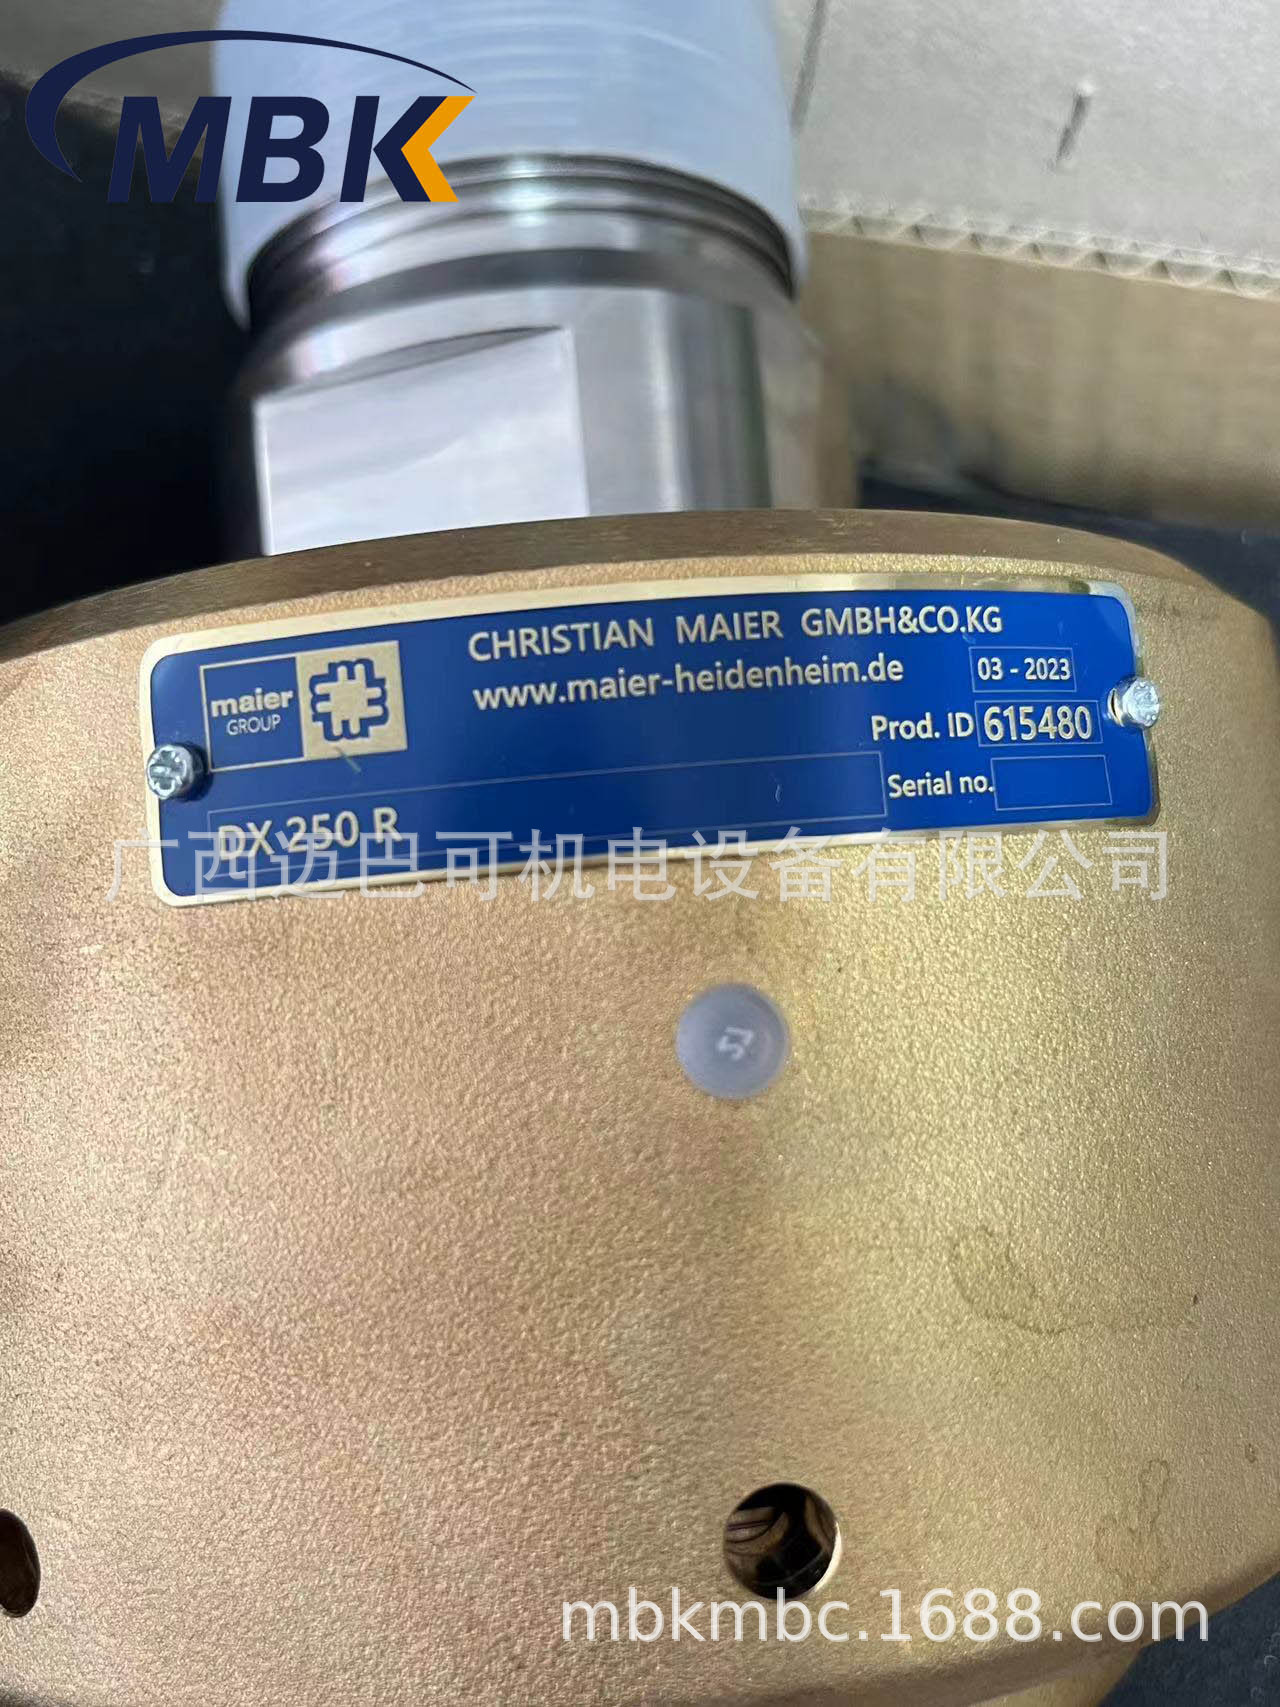 MBK
CHRISTIAN MAIER GMBH&CO.KG
www.maier-heidenheim.de
03 - 2023
maier
GROUP
Prod. ID 615480
Serial no.
DX 250 R
广西迈巴可机电设备有限公司
57
mbkmbc.1688.com